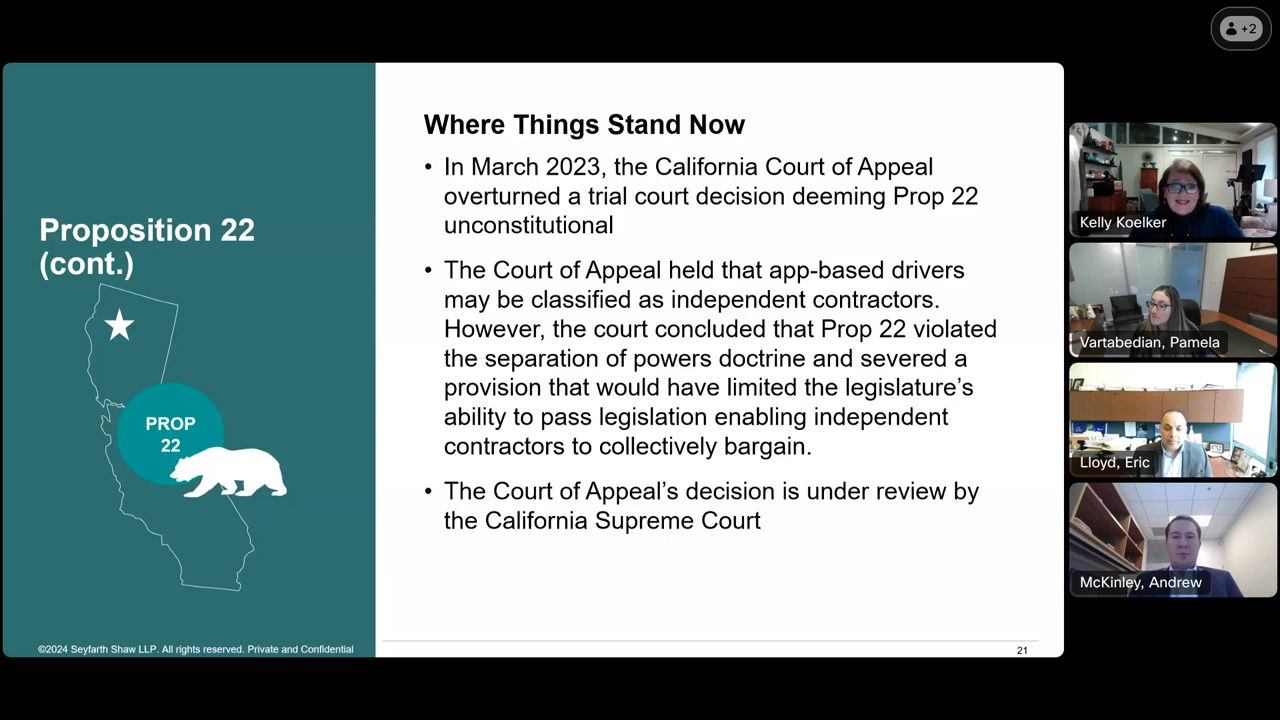 +2
Proposition 22
(cont.)
PROP
22
©2024 Seyfarth Shaw LLP. All rights reserved. Private and Confidential
Where Things Stand Now
• In March 2023, the California Court of Appeal
overturned a trial court decision deeming Prop 22
unconstitutional
• The Court of Appeal held that app-based drivers
may be classified as independent contractors.
However, the court concluded that Prop 22 violated
the separation of powers doctrine and severed a
provision that would have limited the legislature's
ability to pass legislation enabling independent
contractors to collectively bargain.
• The Court of Appeal's decision is under review by
the California Supreme Court
21
Kelly Koelker
Vartabedian, Pamela
Lloyd, Eric
McKinley, Andrew